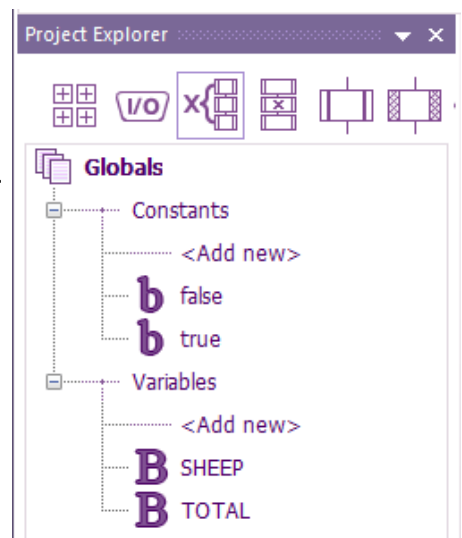 Project Explorer
I/O X{ x
Globals
Constants
<Add new>
b false
b true
Variables
<Add new>
B SHEEP
B TOTAL